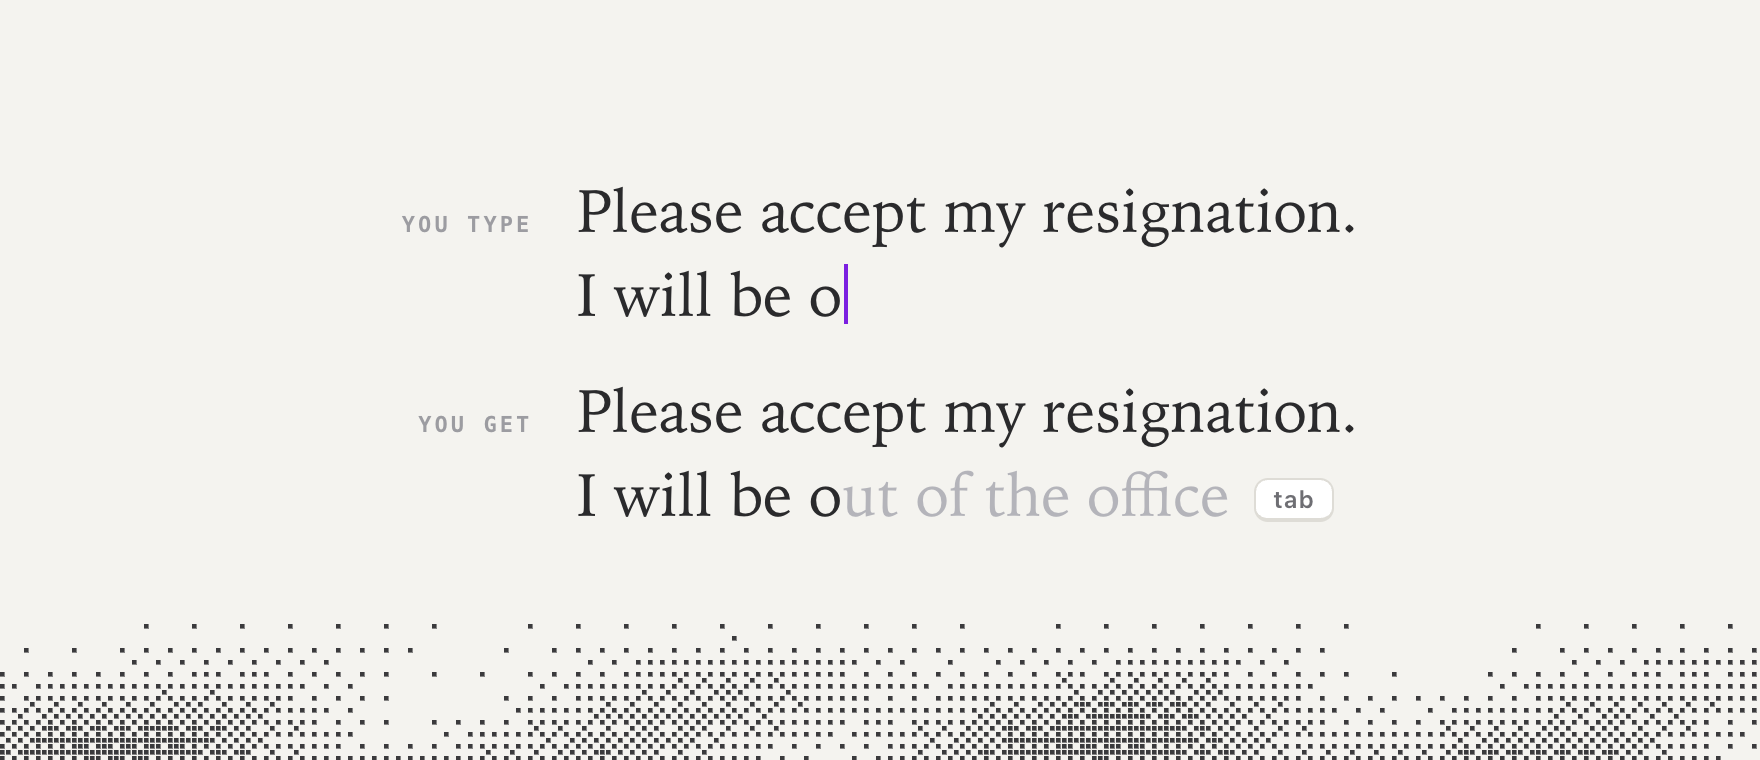 YOU TYPE Please accept my resignation.
I will be o
YOU GET Please accept my resignation.
I will be out of the office tab